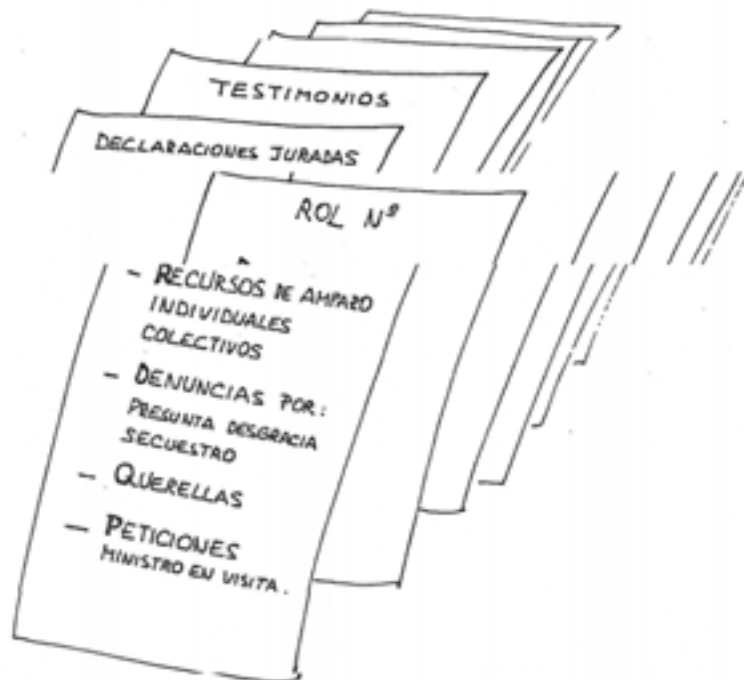 TESTIMONIOS
DECLARACIONES JURADAS
ROL Nº
- RECURSOS DE AMPARO
INDIVIDUALES
COLECTIVOS
- DENUNCIAS POR:
PRESUNTA DESGRACIA
SECUESTRO
- QUERELLAS
- PETICIONES
MINISTRO EN VISITA.